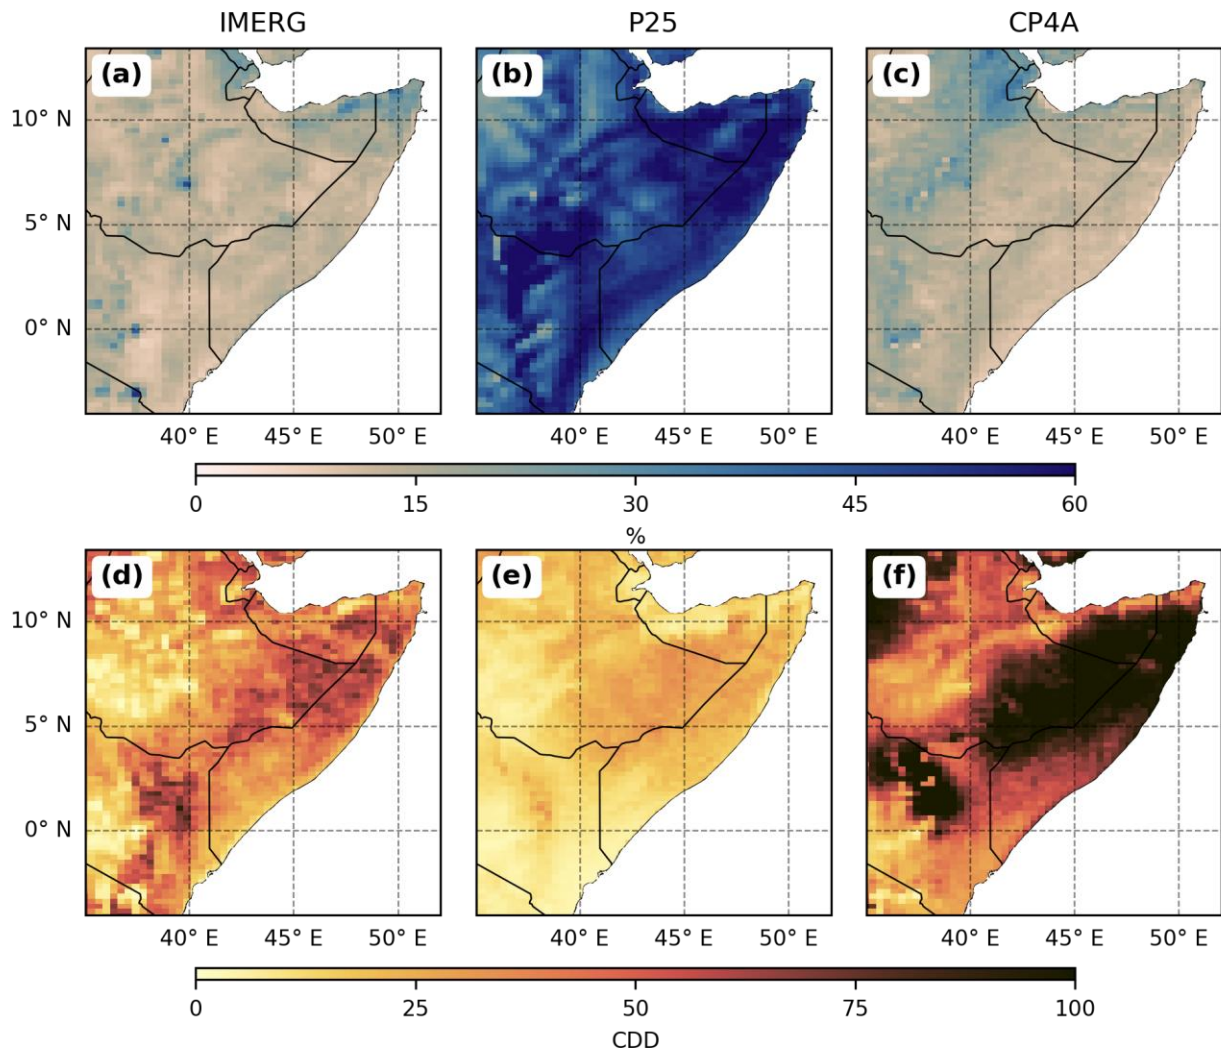 IMERG P25 CP4A
(a) (b) (c)
10° N
5° N
0° N
40° E 45° E 50° E 40° E 45° E 50° E 40° E 45° E 50° E
0 15 30 45 60
%
(d) (e) (f)
10° N
5° N
0° N
40° E 45° E 50° E 40° E 45° E 50° E 40° E 45° E 50° E
0 25 50 75 100
CDD